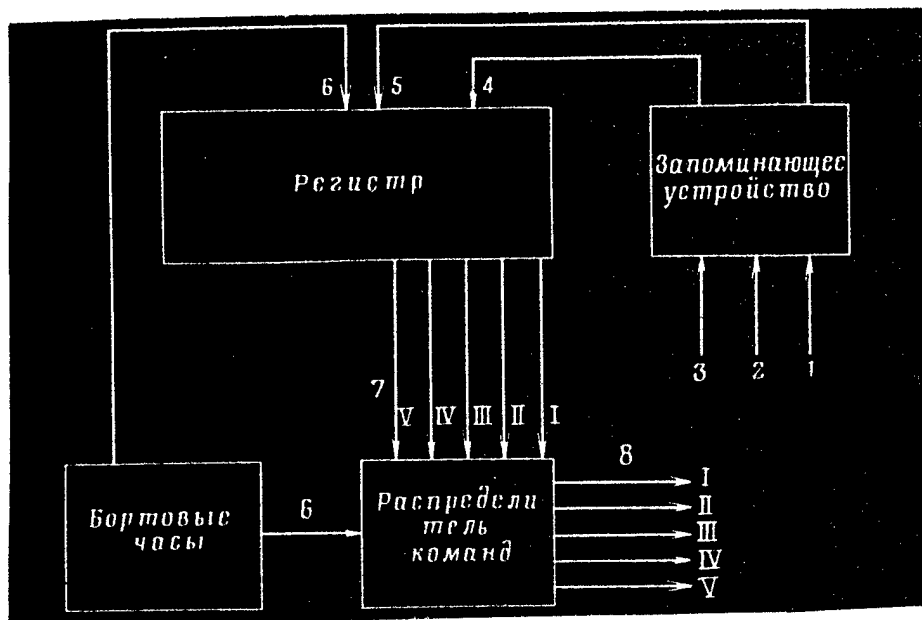 6 5 4
Регистр
Запоминающее
устройство
3 2 1
7
V IV III II I
8
Бортовые
часы
6
Распредели
тель
команд
I
II
III
IV
V